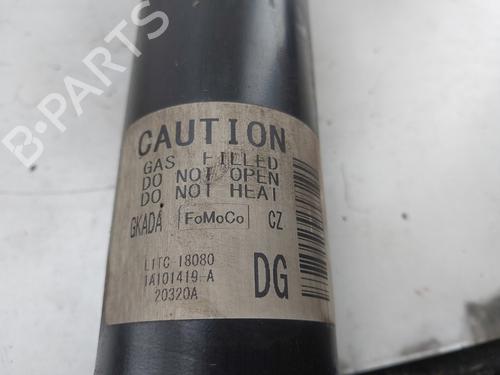 B-PARTS
CAUTION
GAS FILLED
DO NOT OPEN
DO NOT HEAT
GKADA FoMoCo CZ
L1TC 18080
1A101419-A
20320A
DG